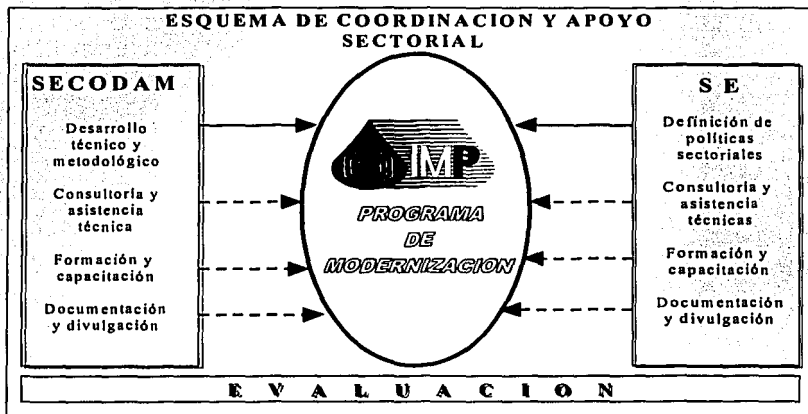 ESQUEMA DE COORDINACION Y APOYO
SECTORIAL
SECODAM
Desarrollo
técnico y
metodológico
Consultoría y
asistencia
técnica
Formación y
capacitación
Documentación
y divulgación
IMP
PROGRAMA
DE
MODERNIZACION
S E
Definición de
políticas
sectoriales
Consultoría y
asistencia
técnicas
Formación y
capacitación
Documentación
y divulgación
E V A L U A C I O N